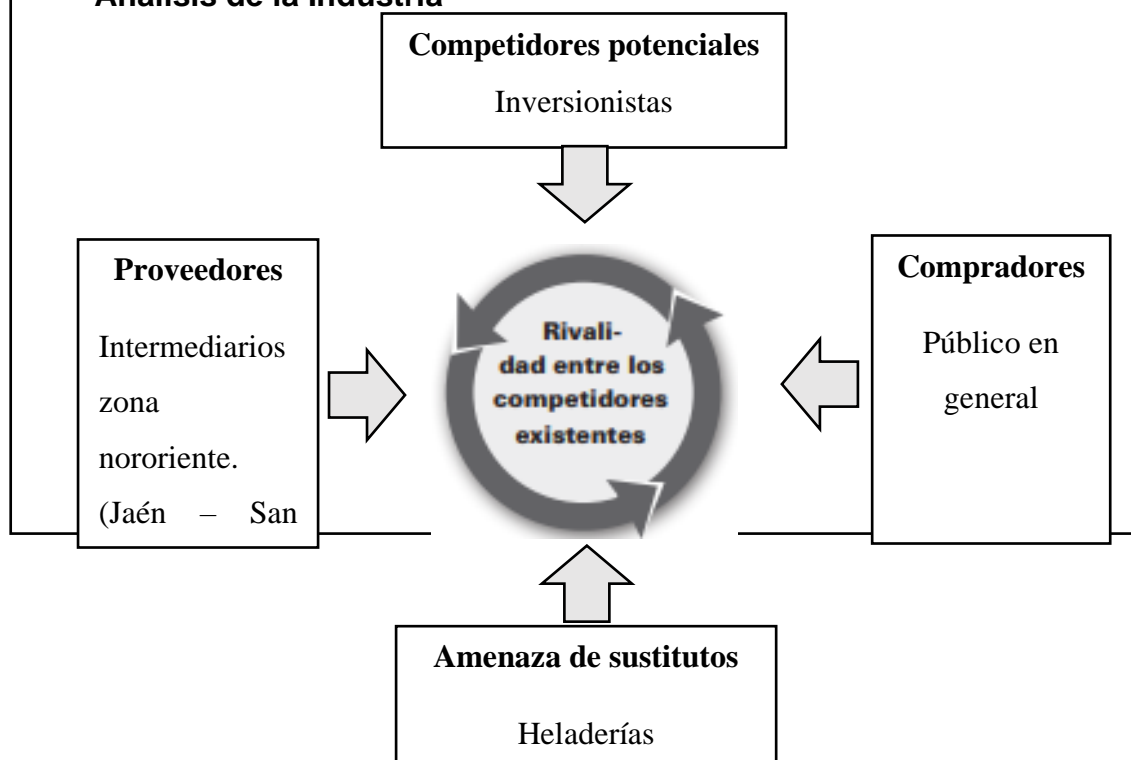 Análisis de la Industria
Competidores potenciales
Inversionistas
Proveedores
Intermediarios
zona
nororiente.
(Jaén – San
Rivali-
dad entre los
competidores
existentes
Compradores
Público en
general
Amenaza de sustitutos
Heladerías